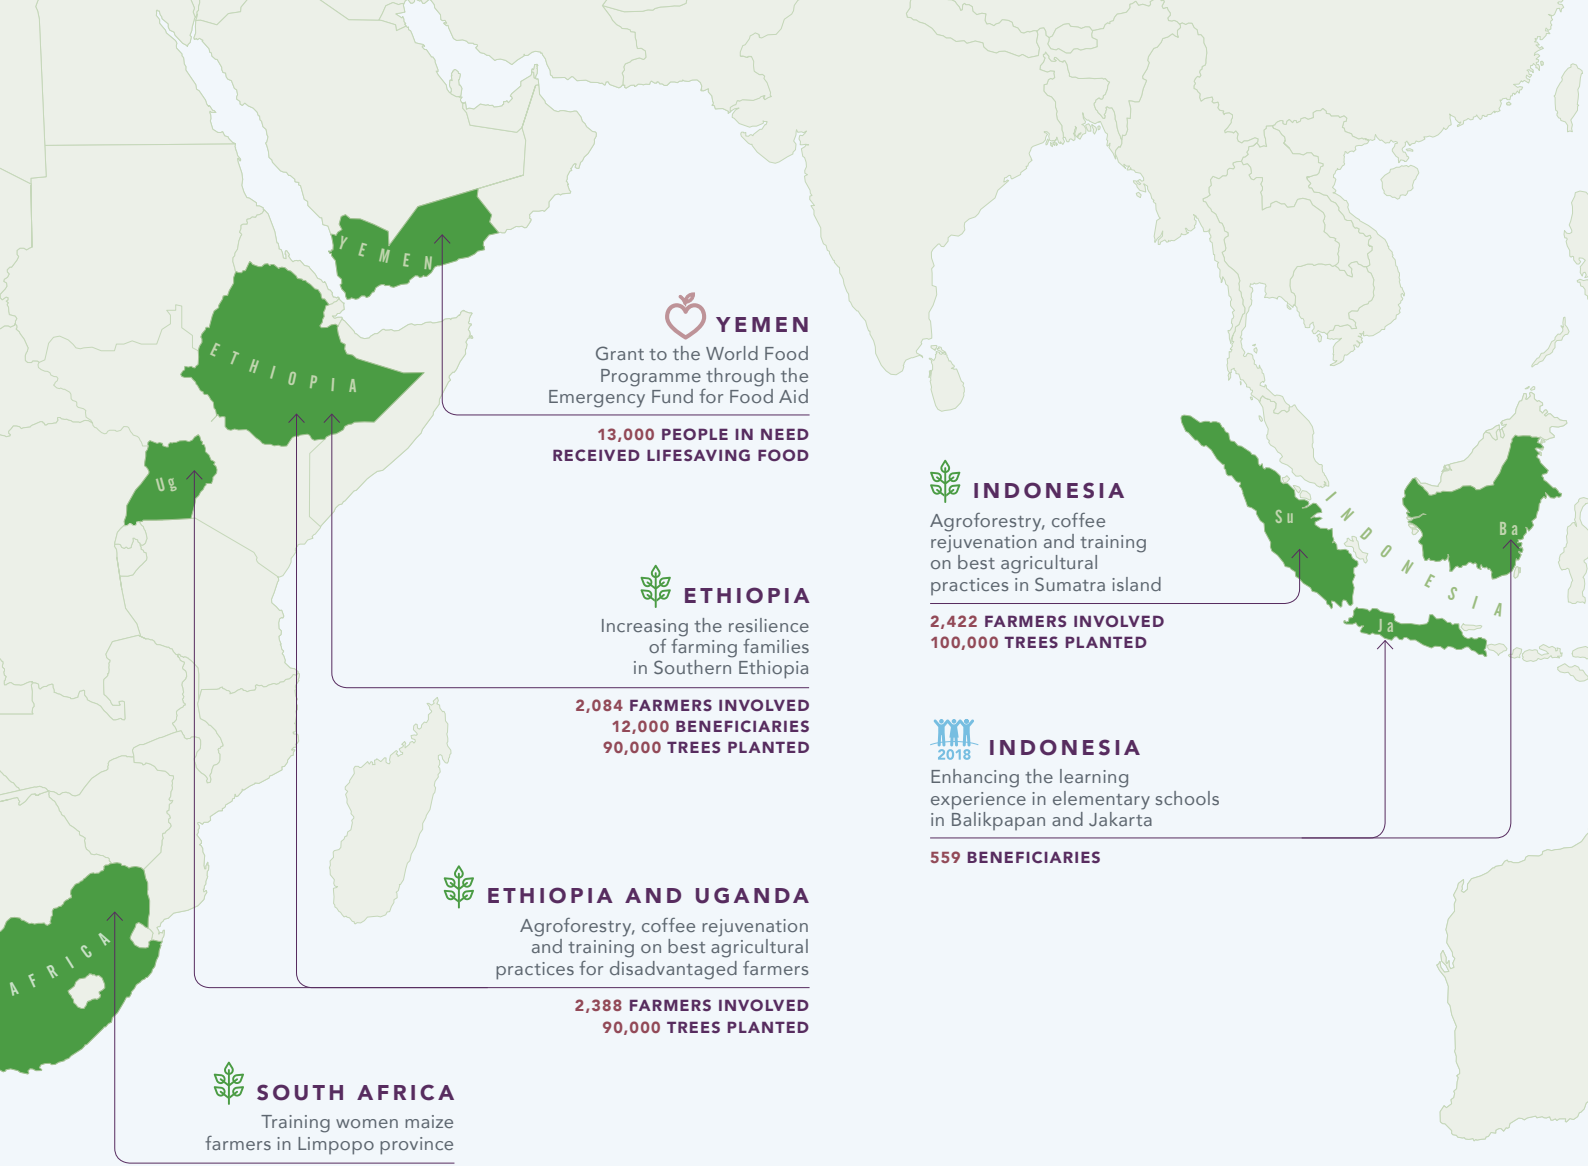 YEMEN
ETHIOPIA
Ug
AFRICA
YEMEN
Grant to the World Food
Programme through the
Emergency Fund for Food Aid
13,000 PEOPLE IN NEED
RECEIVED LIFESAVING FOOD
ETHIOPIA
Increasing the resilience
of farming families
in Southern Ethiopia
2,084 FARMERS INVOLVED
12,000 BENEFICIARIES
90,000 TREES PLANTED
ETHIOPIA AND UGANDA
Agroforestry, coffee rejuvenation
and training on best agricultural
practices for disadvantaged farmers
2,388 FARMERS INVOLVED
90,000 TREES PLANTED
SOUTH AFRICA
Training women maize
farmers in Limpopo province
INDONESIA
Agroforestry, coffee
rejuvenation and training
on best agricultural
practices in Sumatra island
2,422 FARMERS INVOLVED
100,000 TREES PLANTED
Su
INDONESIA
Ba
Ja
2018
INDONESIA
Enhancing the learning
experience in elementary schools
in Balikpapan and Jakarta
559 BENEFICIARIES